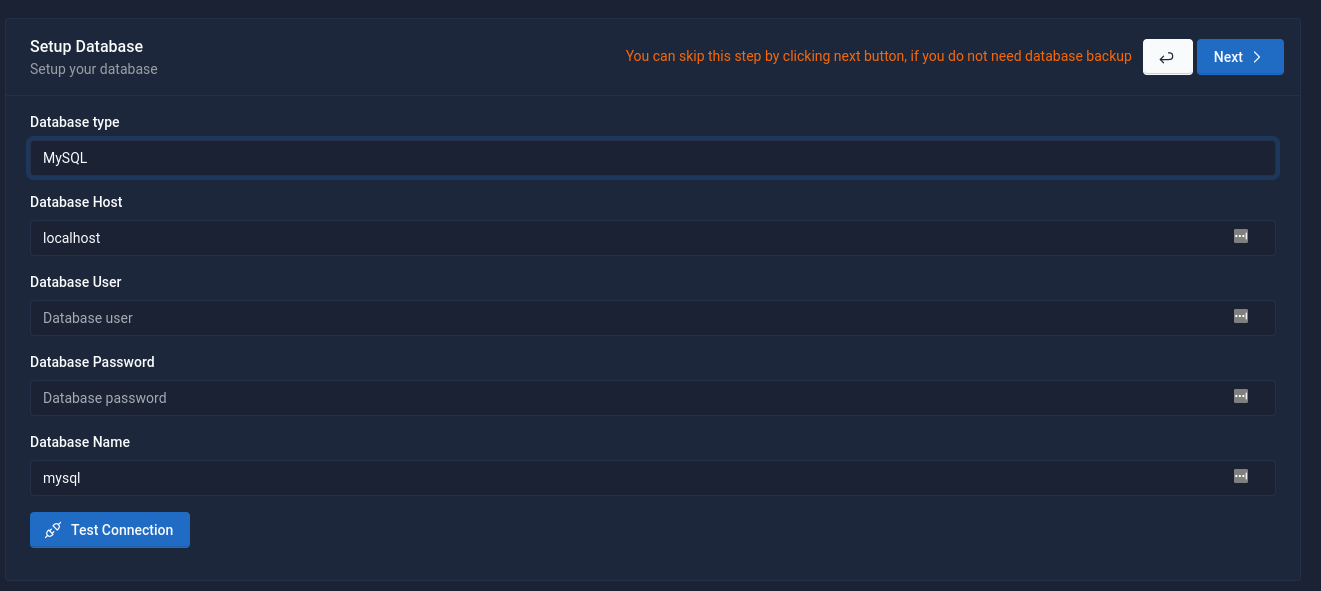 Setup Database
Setup your database
You can skip this step by clicking next button, if you do not need database backup
Next
Database type
MySQL
Database Host
localhost
Database User
Database user
Database Password
Database password
Database Name
mysql
Test Connection